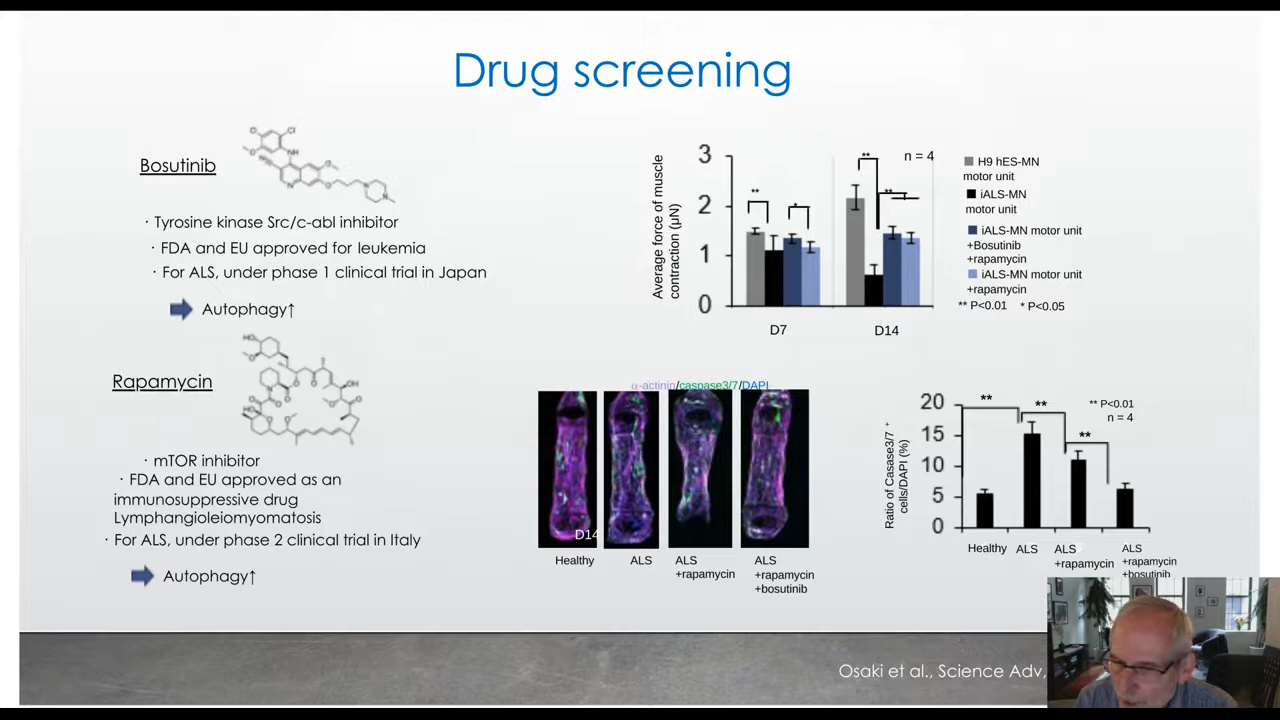 Drug screening
Bosutinib
· Tyrosine kinase Src/c-abl inhibitor
· FDA and EU approved for leukemia
· For ALS, under phase 1 clinical trial in Japan
Autophagy↑
Rapamycin
· mTOR inhibitor
· FDA and EU approved as an
immunosuppressive drug
Lymphangioleiomyomatosis
· For ALS, under phase 2 clinical trial in Italy
Autophagy↑
Average force of muscle
contraction (µN)
3
2
1
0
**
*
**
**
n = 4
D7
D14
H9 hES-MN
motor unit
iALS-MN
motor unit
iALS-MN motor unit
+Bosutinib
+rapamycin
iALS-MN motor unit
+rapamycin
** P<0.01 * P<0.05
α-actinin/caspase3/7/DAPI
D14
Healthy
ALS
ALS
+rapamycin
ALS
+rapamycin
+bosutinib
Ratio of Casase3/7 +
cells/DAPI (%)
20
15
10
5
0
**
**
**
** P<0.01
n = 4
Healthy
ALS
ALS
+rapamycin
ALS
+rapamycin
+bosutinib
Osaki et al., Science Adv,